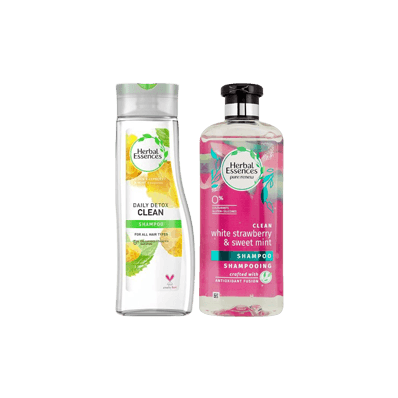 Herbal
Essences
DAILY DETOX
CLEAN
SHAMPOO
FOR ALL HAIR TYPES
Herbal
Essences
pure:renew
0%
CLEAN
white strawberry
& sweet mint
SHAMPOO
SHAMPOOING
crafted with
ANTIOXIDANT FUSION